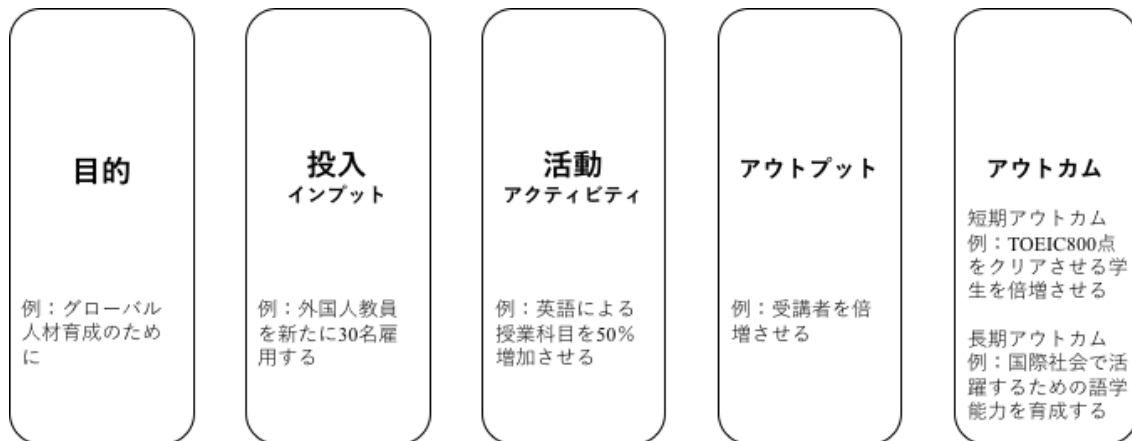 目的
例：グローバル
人材育成のため
に
投入
インプット
例：外国人教員
を新たに30名雇
用する
活動
アクティビティ
例：英語による
授業科目を50％
増加させる
アウトプット
例：受講者を倍
増させる
アウトカム
短期アウトカム
例：TOEIC800点
をクリアさせる学
生を倍増させる
長期アウトカム
例：国際社会で活
躍するための語学
能力を育成する